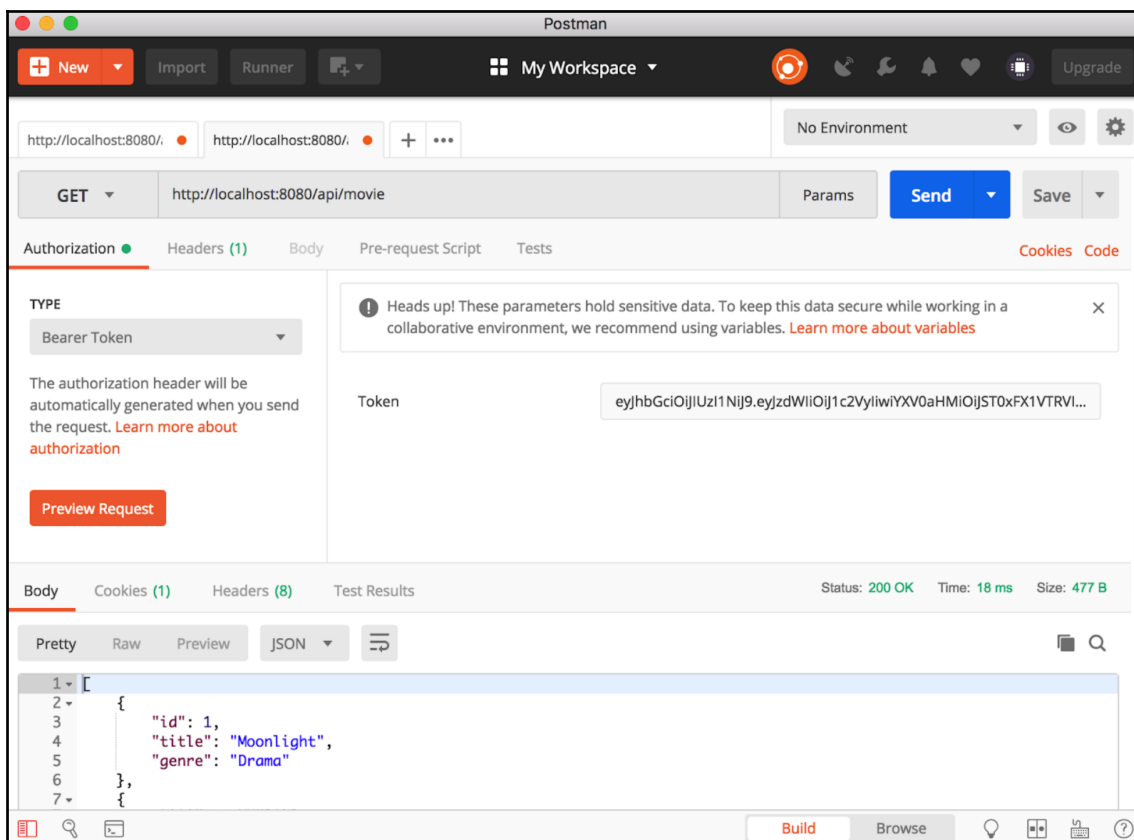 Postman
New Import Runner My Workspace Upgrade
http://localhost:8080/ http://localhost:8080/ No Environment
GET http://localhost:8080/api/movie Params Send Save
Authorization Headers (1) Body Pre-request Script Tests Cookies Code
TYPE
Bearer Token
The authorization header will be
automatically generated when you send
the request. Learn more about
authorization
Preview Request
Heads up! These parameters hold sensitive data. To keep this data secure while working in a
collaborative environment, we recommend using variables. Learn more about variables
Token eyJhbGciOiJIUzI1NiJ9.eyJzdWIiOiJ1c2VyIiwiYXV0aHMiOiJST0xFX1VTRVI...
Body Cookies (1) Headers (8) Test Results Status: 200 OK Time: 18 ms Size: 477 B
Pretty Raw Preview JSON
1 [
2 {
3 "id": 1,
4 "title": "Moonlight",
5 "genre": "Drama"
6 },
7 {
Build Browse